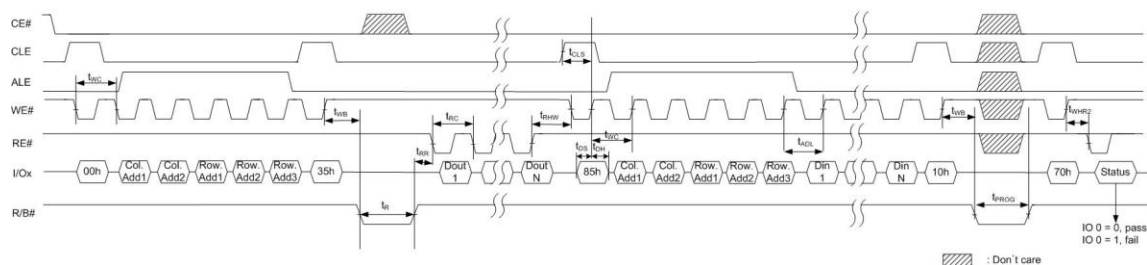 CE#
CLE
tCLS
ALE
tWC
WE#
tWB
tRC
tRHW
tWC
tADL
tWB
tWHR2
RE#
tRR
tDS
tDH
I/Ox
00h
Col. Add1
Col. Add2
Row. Add1
Row. Add2
Row. Add3
35h
Dout 1
Dout N
85h
Col. Add1
Col. Add2
Row. Add1
Row. Add2
Row. Add3
Din 1
Din N
10h
70h
Status
R/B#
tR
tPROG
IO 0 = 0, pass
IO 0 = 1, fail
: Don´t care